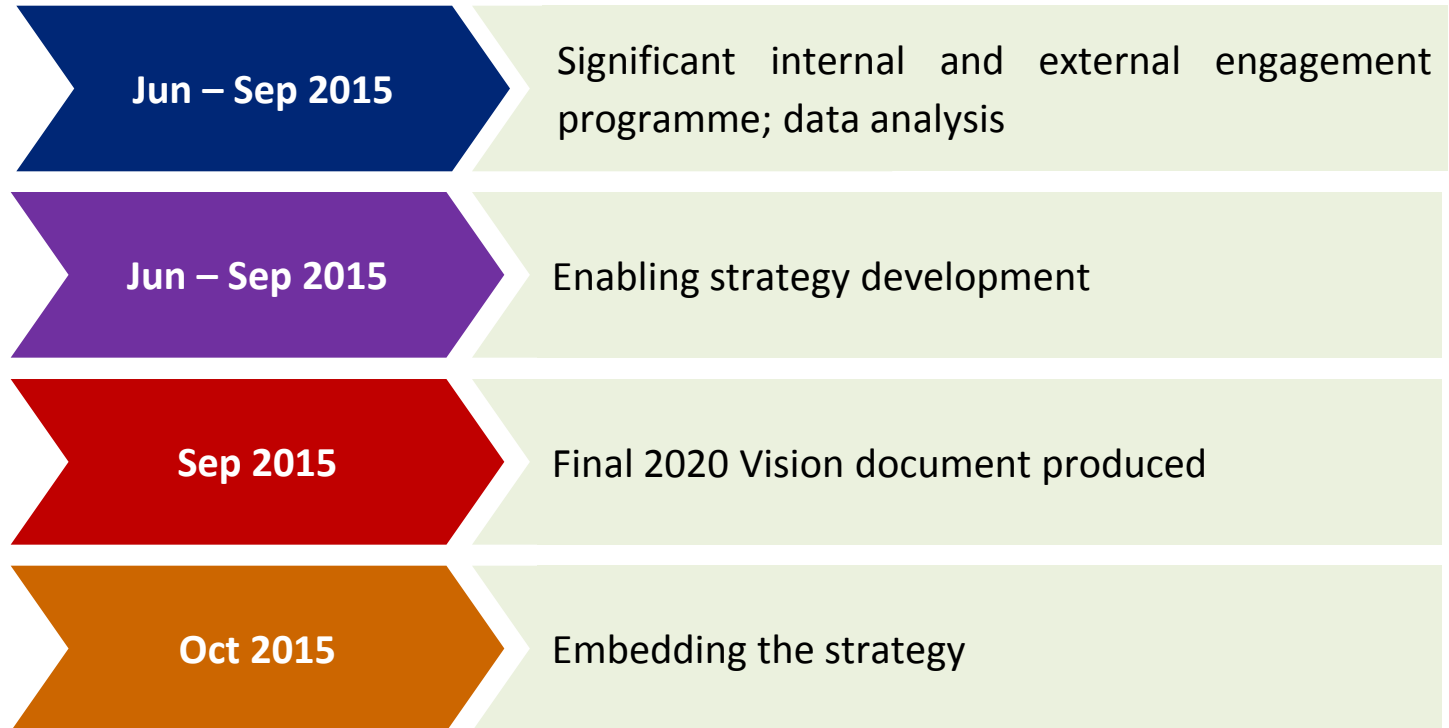 Jun – Sep 2015
Significant internal and external engagement
programme; data analysis
Jun – Sep 2015
Enabling strategy development
Sep 2015
Final 2020 Vision document produced
Oct 2015
Embedding the strategy